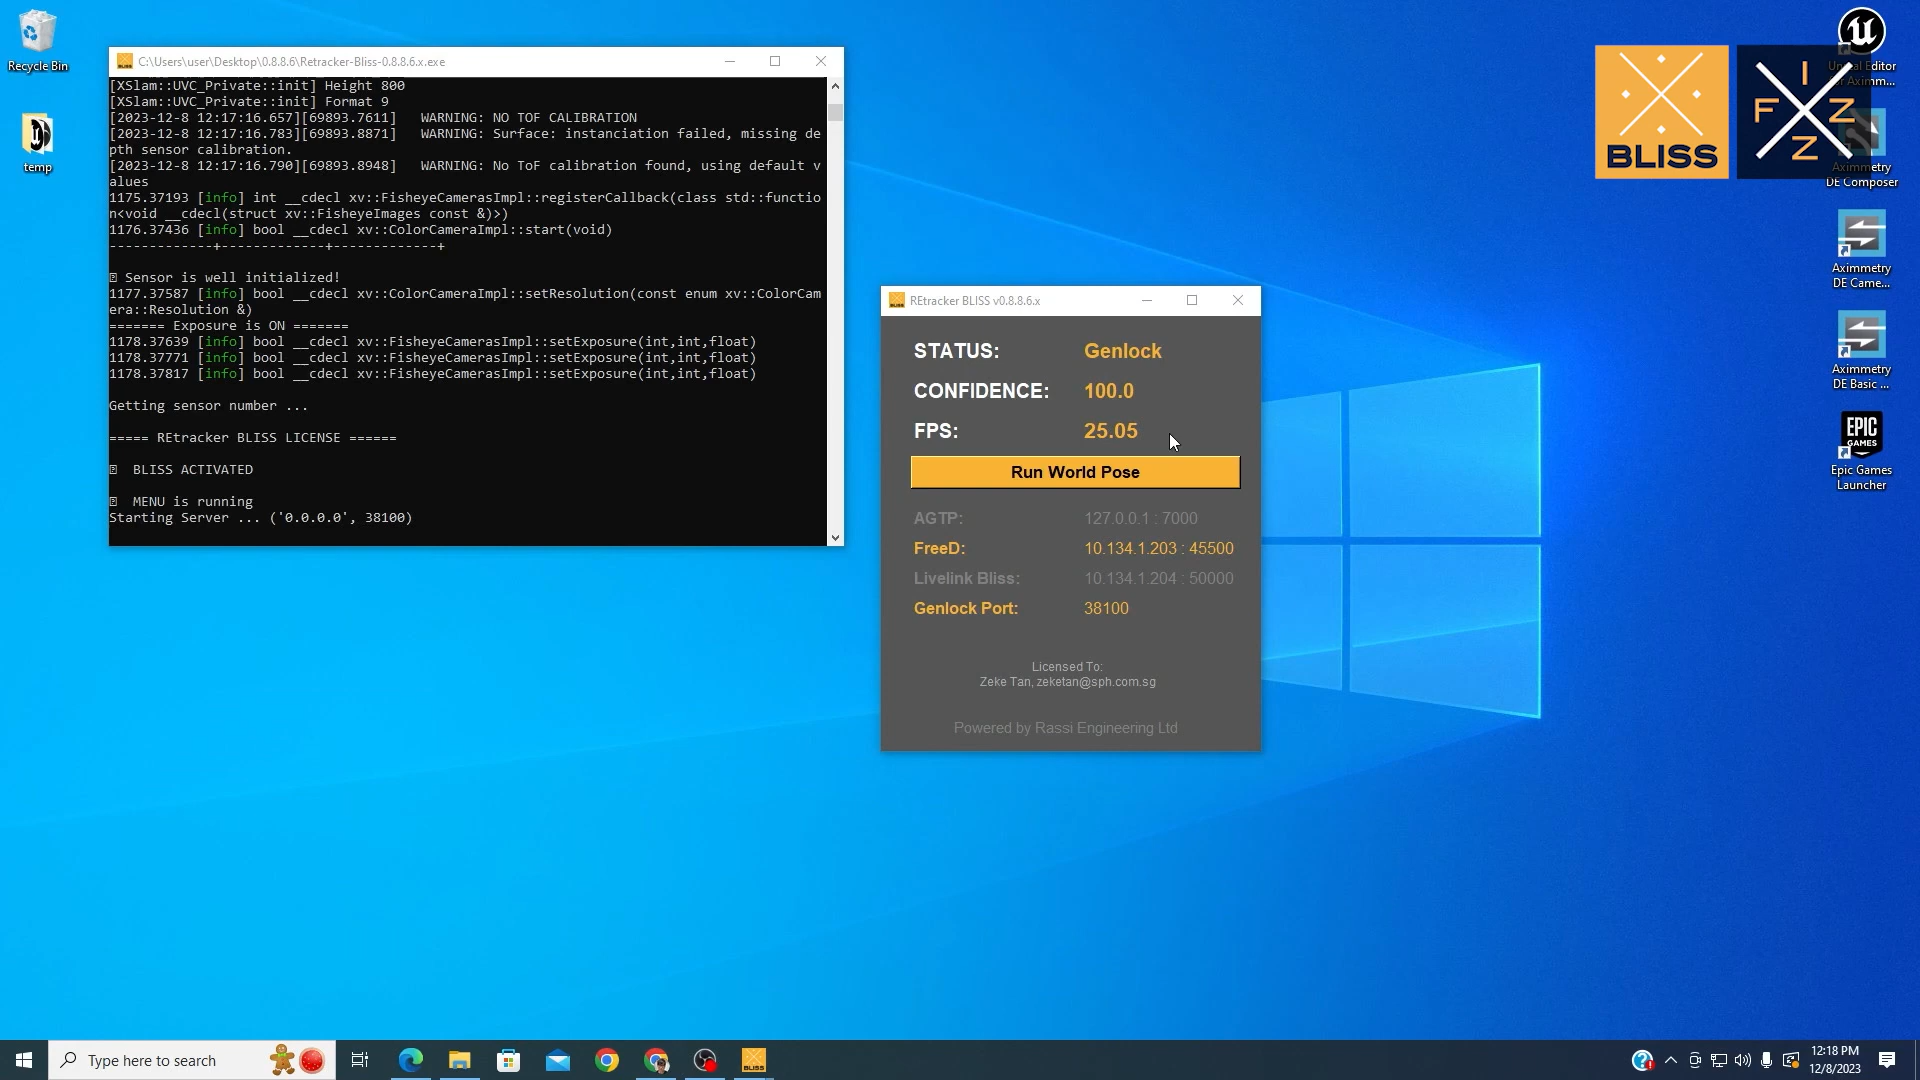 Recycle Bin
temp
C:\Users\user\Desktop\0.8.8.6\Retracker-Bliss-0.8.8.6.x.exe
[XSlam::UVC_Private::init] Height 800
[XSlam::UVC_Private::init] Format 9
[2023-12-8 12:17:16.657][69893.7611]   WARNING: NO TOF CALIBRATION
[2023-12-8 12:17:16.783][69893.8871]   WARNING: Surface: instanciation failed, missing de
pth sensor calibration.
[2023-12-8 12:17:16.790][69893.8948]   WARNING: No ToF calibration found, using default v
alues
1175.37193 [info] int __cdecl xv::FisheyeCamerasImpl::registerCallback(class std::functio
n<void __cdecl(struct xv::FisheyeImages const &)>)
1176.37436 [info] bool __cdecl xv::ColorCameraImpl::start(void)
-------------+-------------+-------------+
Sensor is well initialized!
1177.37587 [info] bool __cdecl xv::ColorCameraImpl::setResolution(const enum xv::ColorCam
era::Resolution &)
======= Exposure is ON =======
1178.37639 [info] bool __cdecl xv::FisheyeCamerasImpl::setExposure(int,int,float)
1178.37771 [info] bool __cdecl xv::FisheyeCamerasImpl::setExposure(int,int,float)
1178.37817 [info] bool __cdecl xv::FisheyeCamerasImpl::setExposure(int,int,float)
Getting sensor number ...
===== REtracker BLISS LICENSE ======
BLISS ACTIVATED
MENU is running
Starting Server ... ('0.0.0.0', 38100)
REtracker BLISS v0.8.8.6.x
STATUS: Genlock
CONFIDENCE: 100.0
FPS: 25.05
Run World Pose
AGTP: 127.0.0.1 : 7000
FreeD: 10.134.1.203 : 45500
Livelink Bliss: 10.134.1.204 : 50000
Genlock Port: 38100
Licensed To:
Zeke Tan, zeketan@sph.com.sg
Powered by Rassi Engineering Ltd
BLISS
FIZZ
Editor
Aximm...
Aximmetry
DE Composer
Aximmetry
DE Came...
Aximmetry
DE Basic ...
EPIC
GAMES
Epic Games
Launcher
Type here to search
BLISS
12:18 PM
12/8/2023